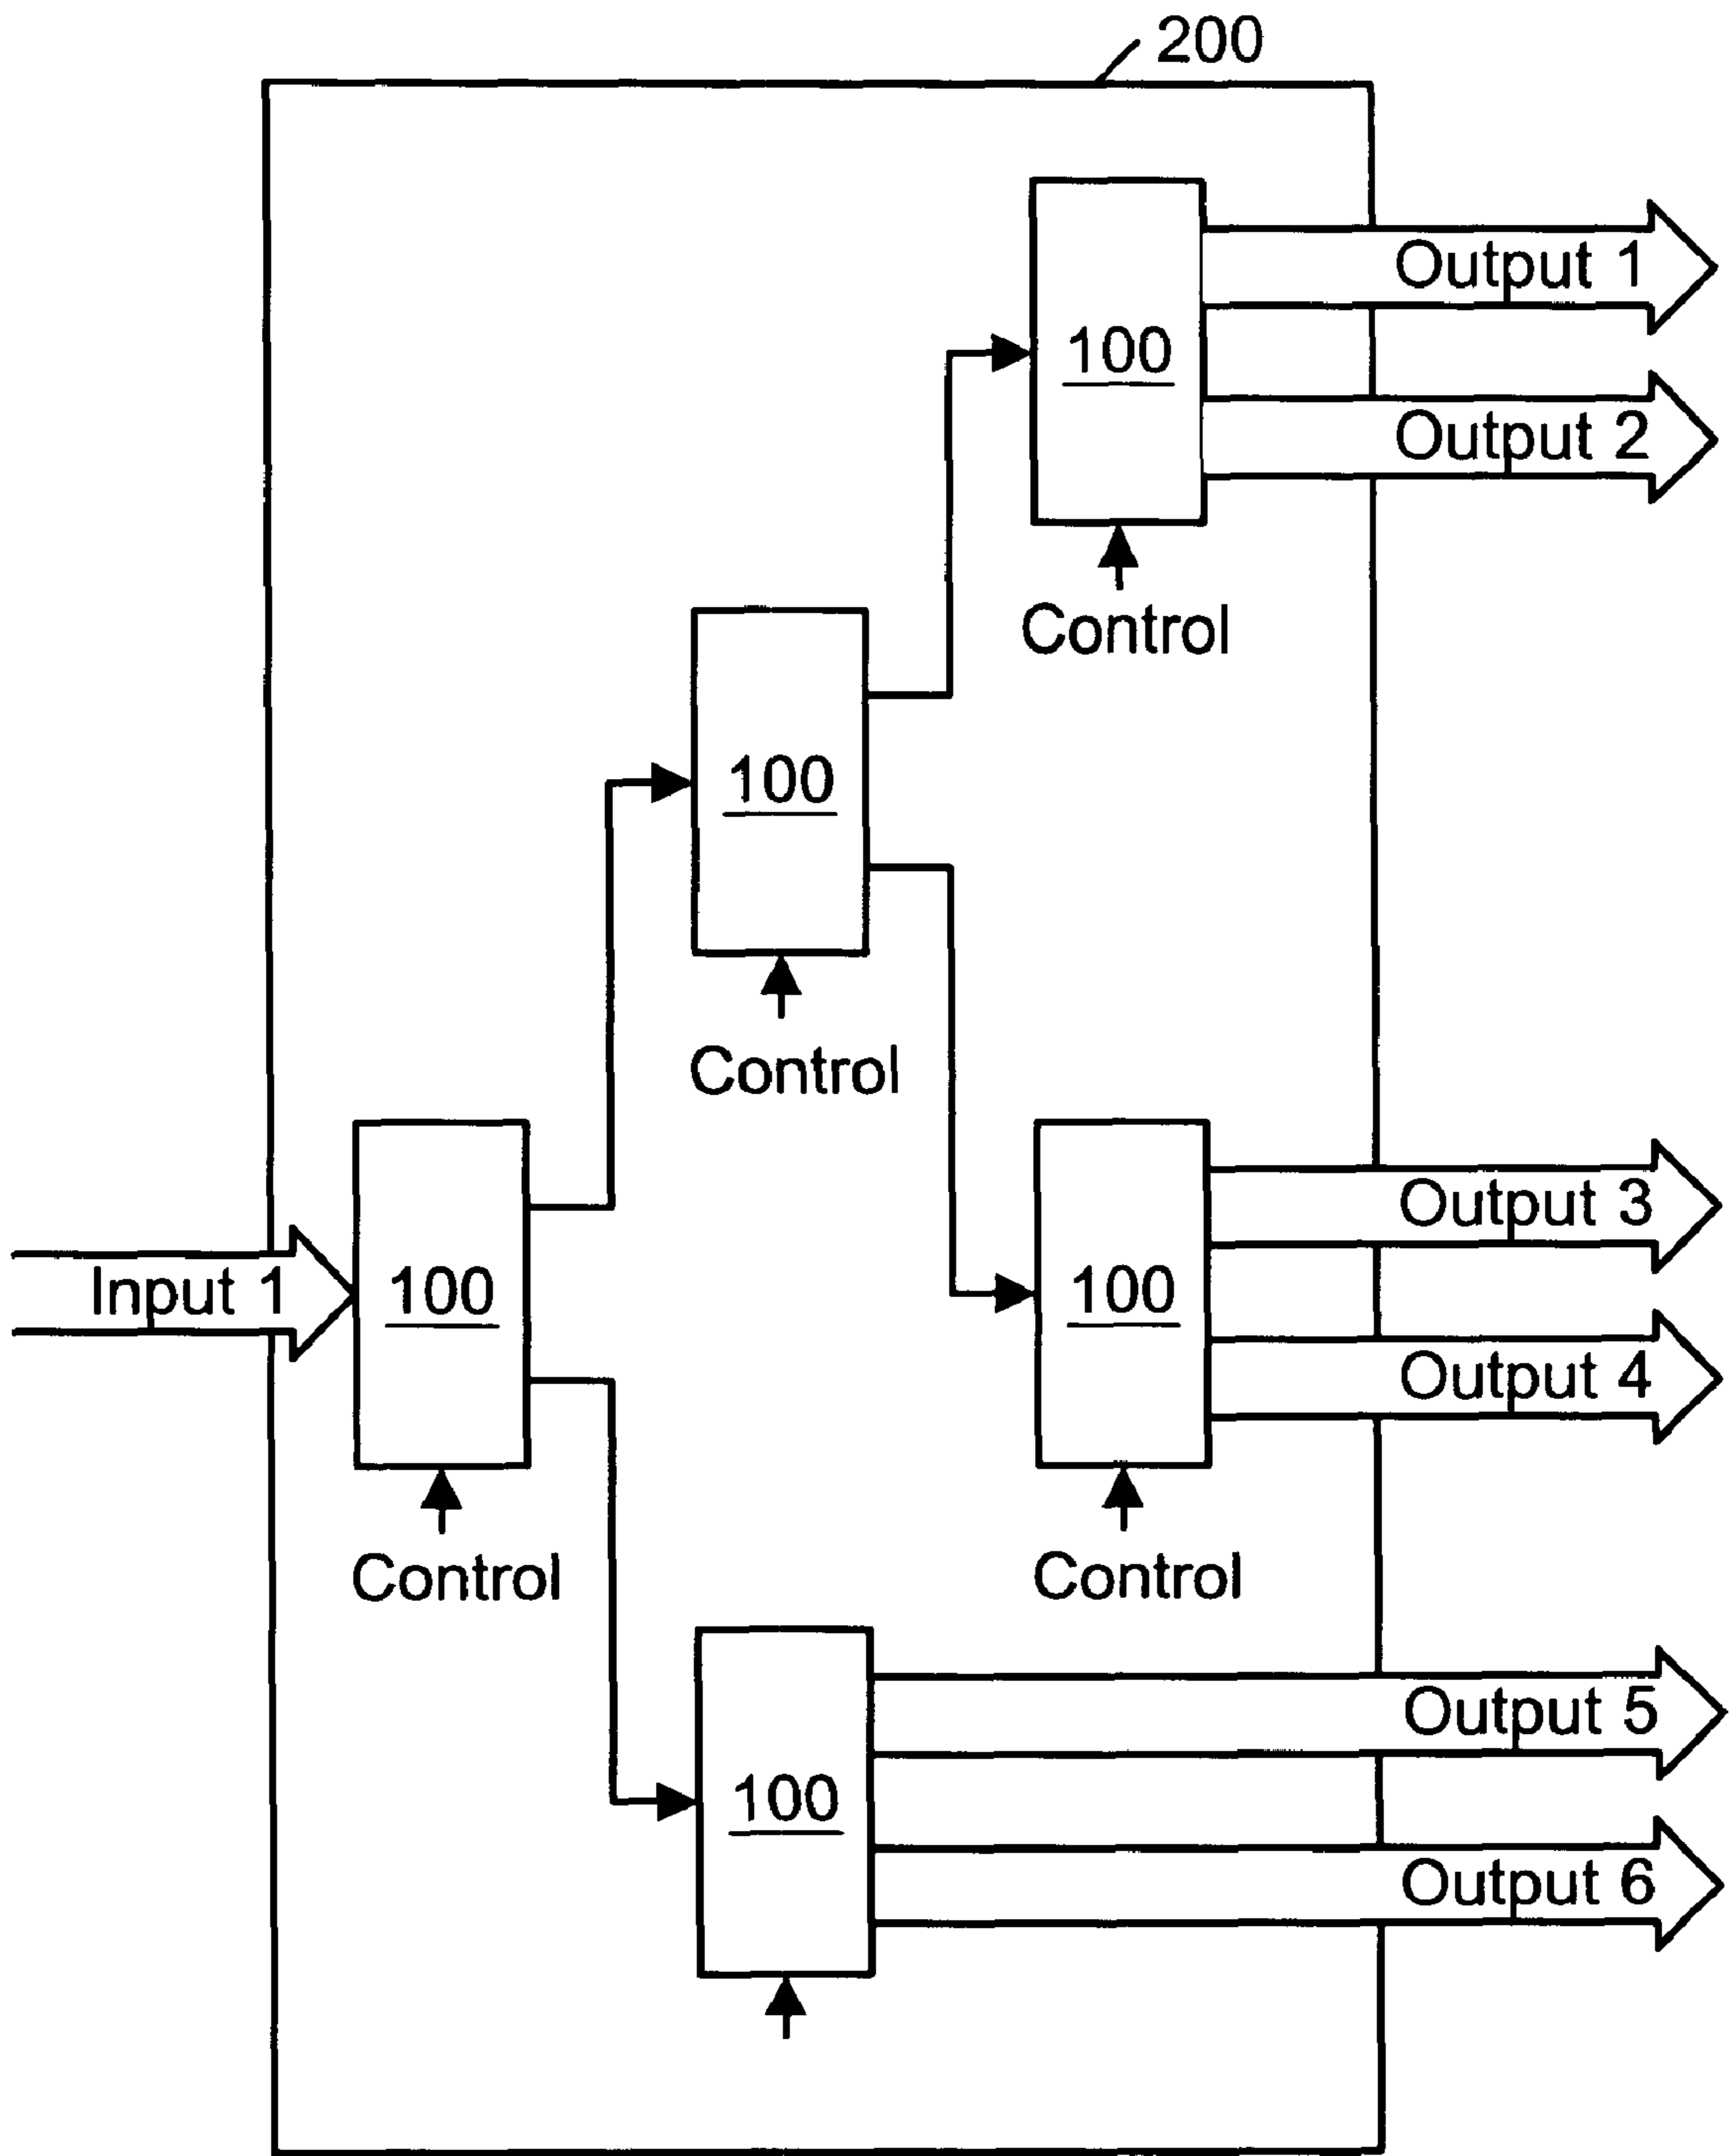 200
Output 1
100
Output 2
Control
100
Control
Output 3
Input 1
100
100
Output 4
Control
Control
Output 5
100
Output 6